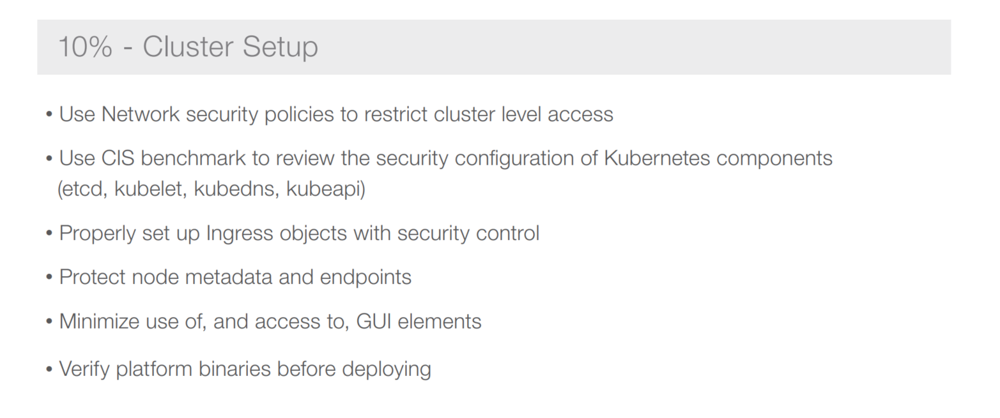 10% - Cluster Setup
• Use Network security policies to restrict cluster level access
• Use CIS benchmark to review the security configuration of Kubernetes components
(etcd, kubelet, kubedns, kubeapi)
• Properly set up Ingress objects with security control
• Protect node metadata and endpoints
• Minimize use of, and access to, GUI elements
• Verify platform binaries before deploying